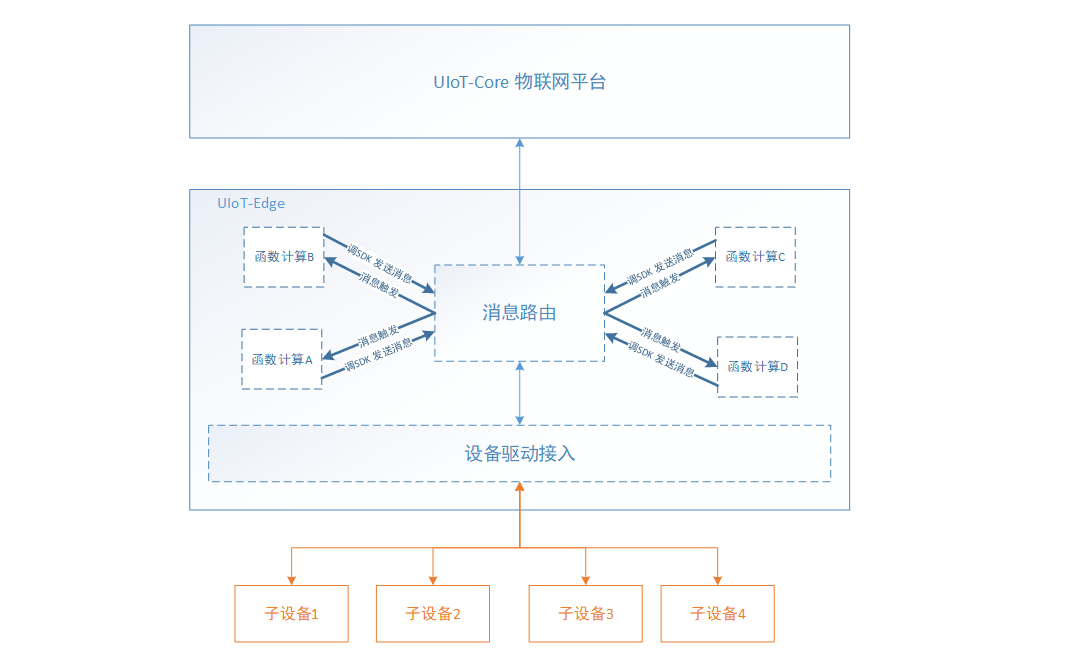 UIoT-Core 物联网平台
UIoT-Edge
函数计算B
调SDK 发送消息
消息触发
调SDK 发送消息
消息触发
函数计算C
消息路由
函数计算A
消息触发
调SDK 发送消息
消息触发
调SDK 发送消息
函数计算D
设备驱动接入
子设备1
子设备2
子设备3
子设备4